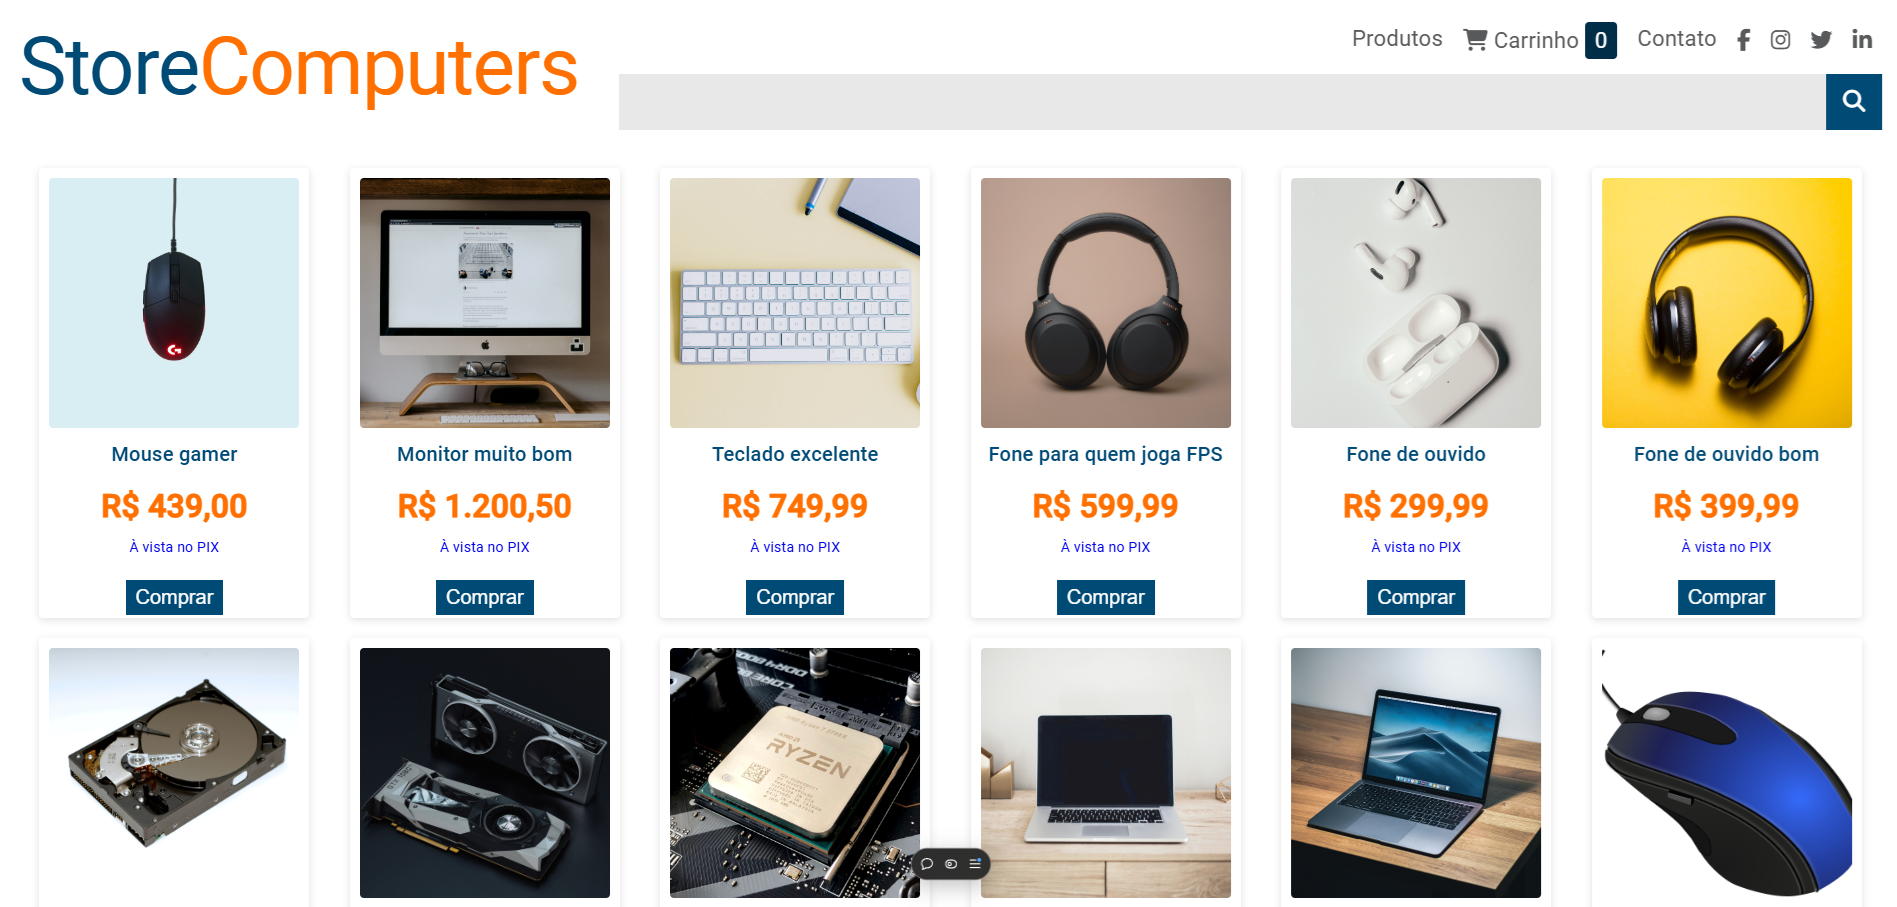 StoreComputers
Produtos
Carrinho 0
Contato
Mouse gamer
R$ 439,00
À vista no PIX
Comprar
Monitor muito bom
R$ 1.200,50
À vista no PIX
Comprar
Teclado excelente
R$ 749,99
À vista no PIX
Comprar
Fone para quem joga FPS
R$ 599,99
À vista no PIX
Comprar
Fone de ouvido
R$ 299,99
À vista no PIX
Comprar
Fone de ouvido bom
R$ 399,99
À vista no PIX
Comprar
RYZEN